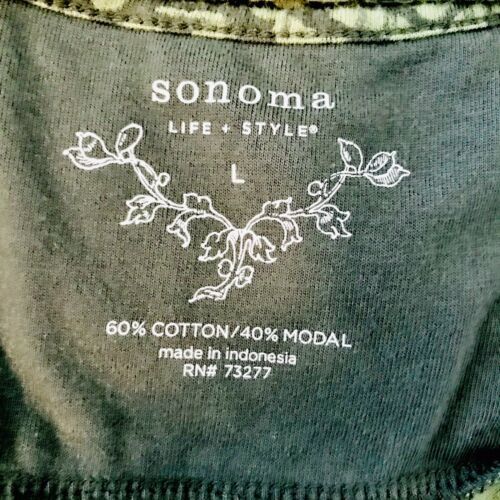 sonoma
LIFE + STYLE®
L
60% COTTON/40% MODAL
made in indonesia
RN# 73277